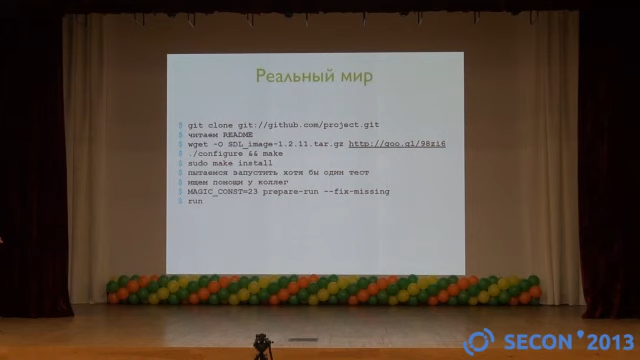 Реальный мир
$ git clone git://github.com/project.git
$ читаем README
$ wget -O SDL_image-1.2.11.tar.gz http://goo.gl/98zi6
$ ./configure && make
$ sudo make install
$ пытаемся запустить хотя бы один тест
$ ищем помощи у коллег
$ MAGIC_CONST=23 prepare-run --fix-missing
$ run
SECON'2013